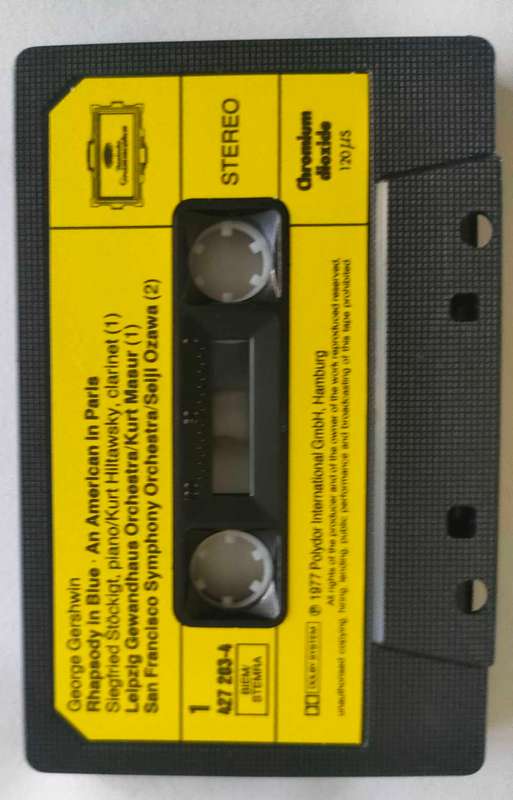 George Gershwin
Rhapsody in Blue · An American in Paris
Siegfried Stöckigt, piano/Kurt Hiltawsky, clarinet (1)
Leipzig Gewandhaus Orchestra/Kurt Masur (1)
San Francisco Symphony Orchestra/Seiji Ozawa (2)
Deutsche
Grammophon
1
427 203-4
BIEM/
STEMRA
STEREO
DOLBY SYSTEM
℗ 1977 Polydor International GmbH, Hamburg
All rights of the producer and of the owner of the work reproduced reserved.
unauthorised copying, hiring, lending, public performance and broadcasting of this tape prohibited
Chromium
dioxide
120 µS